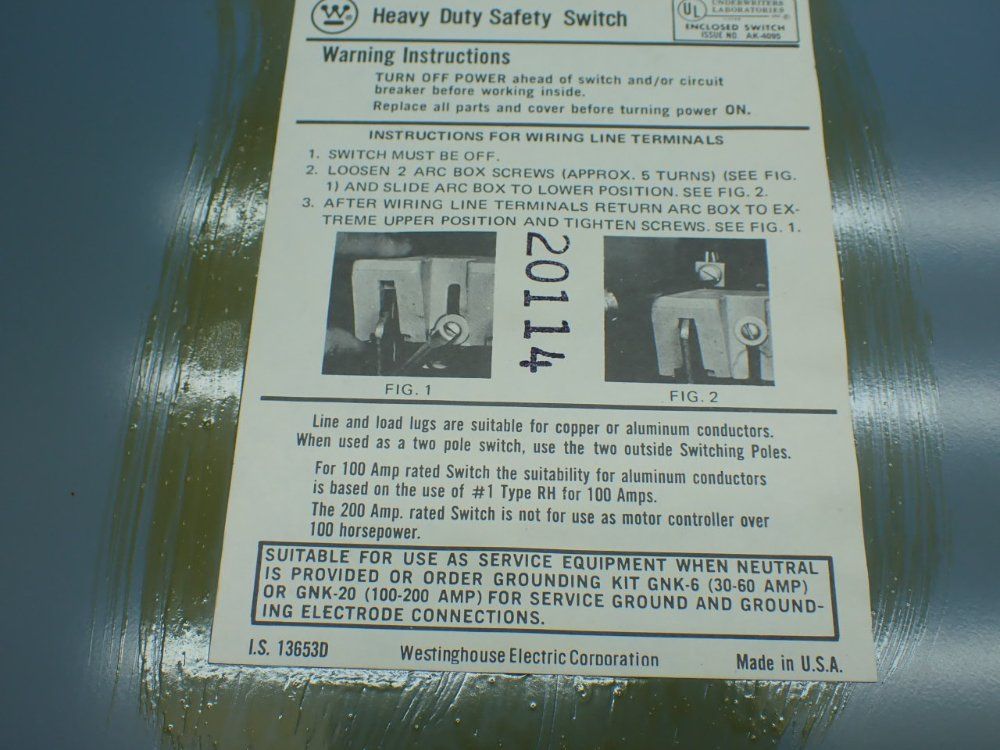 W
Heavy Duty Safety Switch
UL
UNDERWRITERS
LABORATORIES
ENCLOSED SWITCH
ISSUE NO. AK-4095
Warning Instructions
TURN OFF POWER ahead of switch and/or circuit
breaker before working inside.
Replace all parts and cover before turning power ON.
INSTRUCTIONS FOR WIRING LINE TERMINALS
1. SWITCH MUST BE OFF.
2. LOOSEN 2 ARC BOX SCREWS (APPROX. 5 TURNS) (SEE FIG.
1) AND SLIDE ARC BOX TO LOWER POSITION. SEE FIG. 2.
3. AFTER WIRING LINE TERMINALS RETURN ARC BOX TO EX-
TREME UPPER POSITION AND TIGHTEN SCREWS. SEE FIG. 1.
20114
FIG. 1
FIG. 2
Line and load lugs are suitable for copper or aluminum conductors.
When used as a two pole switch, use the two outside Switching Poles.
For 100 Amp rated Switch the suitability for aluminum conductors
is based on the use of #1 Type RH for 100 Amps.
The 200 Amp. rated Switch is not for use as motor controller over
100 horsepower.
SUITABLE FOR USE AS SERVICE EQUIPMENT WHEN NEUTRAL
IS PROVIDED OR ORDER GROUNDING KIT GNK-6 (30-60 AMP)
OR GNK-20 (100-200 AMP) FOR SERVICE GROUND AND GROUND-
ING ELECTRODE CONNECTIONS.
I.S. 13653D
Westinghouse Electric Corporation
Made in U.S.A.